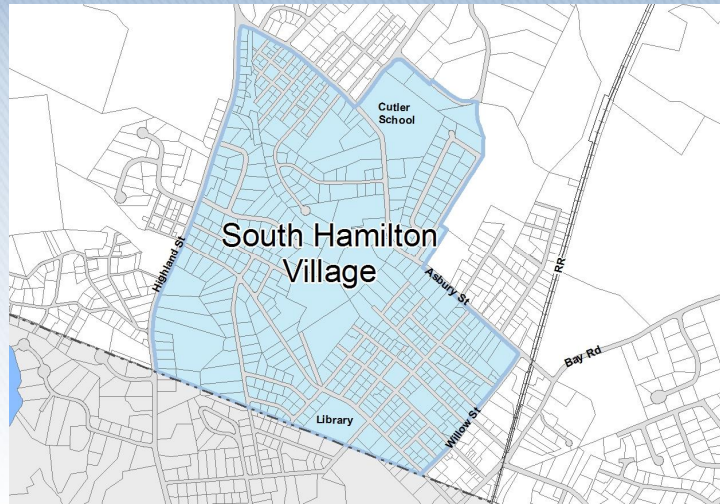 Cutler
School
South Hamilton
Village
Highland St
Asbury St
RR
Bay Rd
Library
Willow St